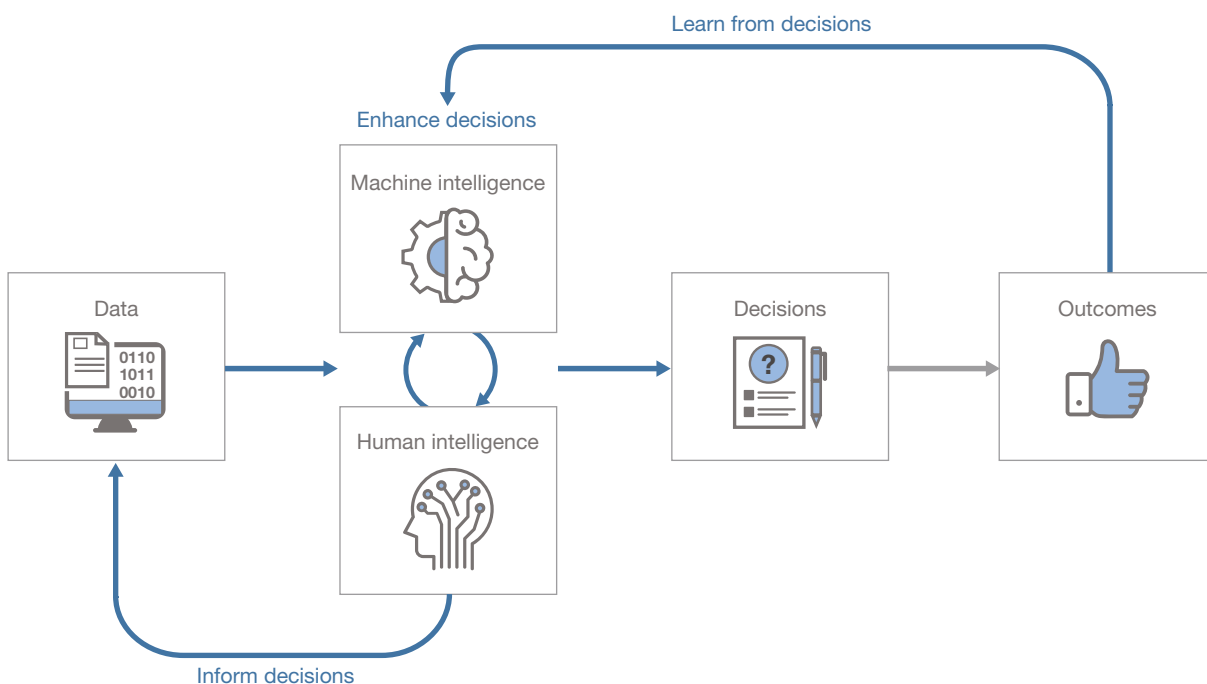 Learn from decisions
Enhance decisions
Machine intelligence
Data
0110
1011
0010
Human intelligence
Decisions
?
Outcomes
Inform decisions